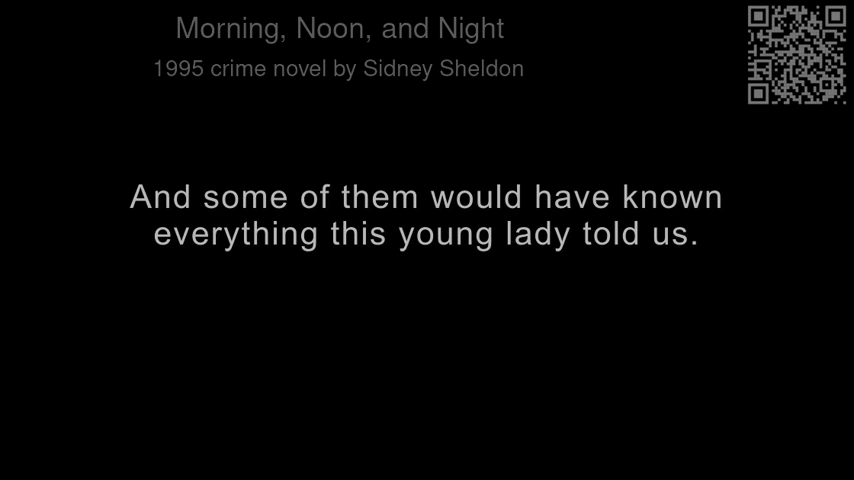 Morning, Noon, and Night
1995 crime novel by Sidney Sheldon
And some of them would have known
everything this young lady told us.